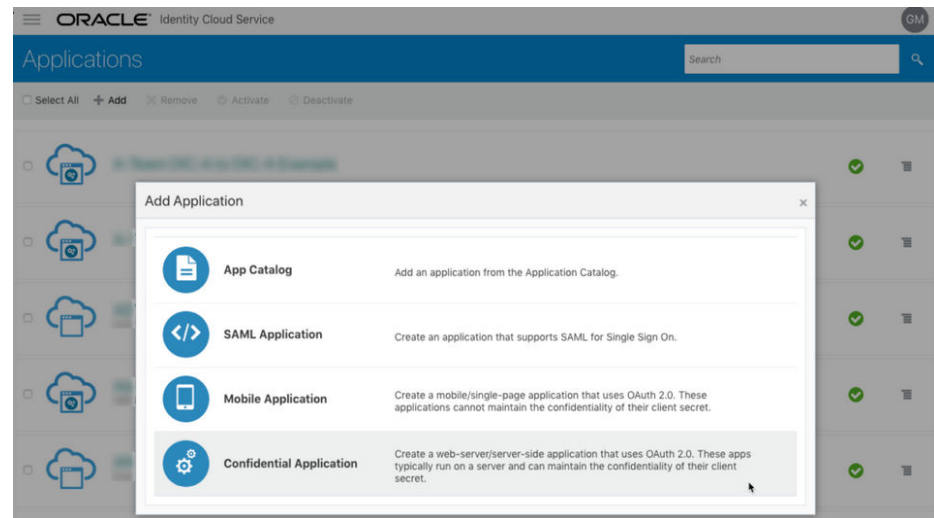 ORACLE® Identity Cloud Service
GM
Applications
Search
Select All Add Remove Activate Deactivate
Add Application
App Catalog
Add an application from the Application Catalog.
SAML Application
Create an application that supports SAML for Single Sign On.
Mobile Application
Create a mobile/single-page application that uses OAuth 2.0. These
applications cannot maintain the confidentiality of their client secret.
Confidential Application
Create a web-server/server-side application that uses OAuth 2.0. These apps
typically run on a server and can maintain the confidentiality of their client
secret.